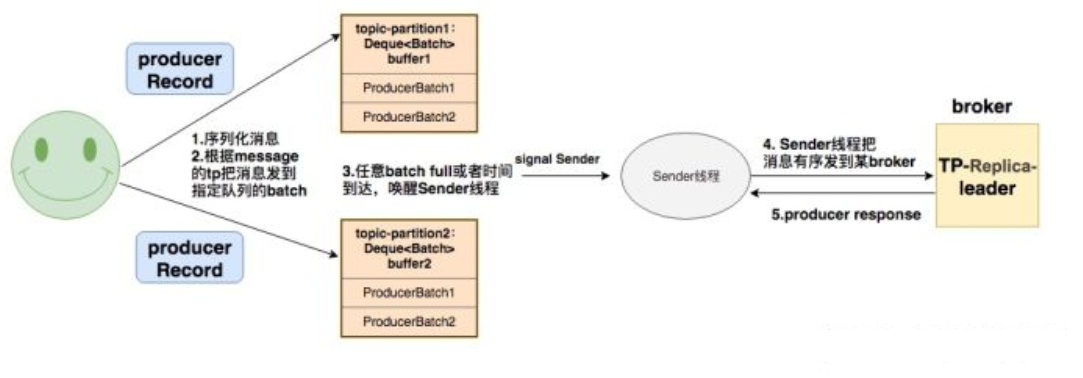 producer
Record
1.序列化消息
2.根据message
的tp把消息发到
指定队列的batch
producer
Record
topic-partition1:
Deque<Batch>
buffer1
ProducerBatch1
ProducerBatch2
3.任意batch full或者时间
到达，唤醒Sender线程
topic-partition2:
Deque<Batch>
buffer2
ProducerBatch1
ProducerBatch2
signal Sender
Sender线程
4. Sender线程把
消息有序发到某broker
5.producer response
broker
TP-Replica-
leader